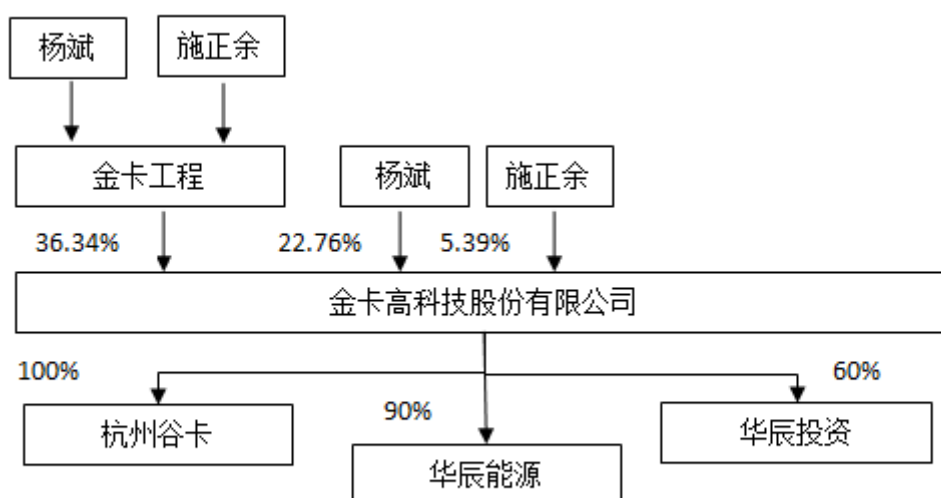 杨斌
施正余
金卡工程
杨斌
施正余
36.34%
22.76%
5.39%
金卡高科技股份有限公司
100%
90%
60%
杭州谷卡
华辰能源
华辰投资